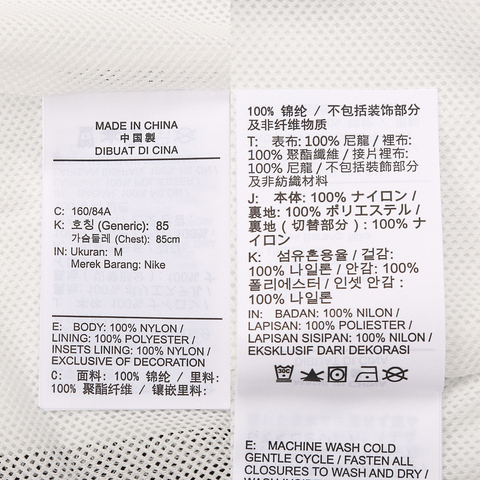 MADE IN CHINA
中国製
DIBUAT DI CINA
C: 160/84A
K: 호칭 (Generic): 85
가슴둘레 (Chest): 85cm
IN: Ukuran: M
Merek Barang: Nike
E: BODY: 100% NYLON /
LINING: 100% POLYESTER /
INSETS LINING: 100% NYLON /
EXCLUSIVE OF DECORATION
C: 面料: 100% 锦纶 / 里料:
100% 聚酯纤维 / 镶嵌里料:
100% 锦纶 / 不包括装饰部分
及非纤维物质
T: 表布: 100% 尼龍 / 裡布:
100% 聚酯纖維 / 接片裡布:
100% 尼龍 / 不包括裝飾部分
及非紡織材料
J: 本体: 100% ナイロン /
裏地: 100% ポリエステル /
裏地(切替部分): 100% ナ
イロン
K: 섬유혼용율 / 겉감:
100% 나일론 / 안감: 100%
폴리에스터 / 인셋 안감:
100% 나일론
IN: BADAN: 100% NILON /
LAPISAN: 100% POLIESTER /
LAPISAN SISIPAN: 100% NILON /
EKSKLUSIF DARI DEKORASI
E: MACHINE WASH COLD
GENTLE CYCLE / FASTEN ALL
CLOSURES TO WASH AND DRY /
WASH INSIDE OUT WITH